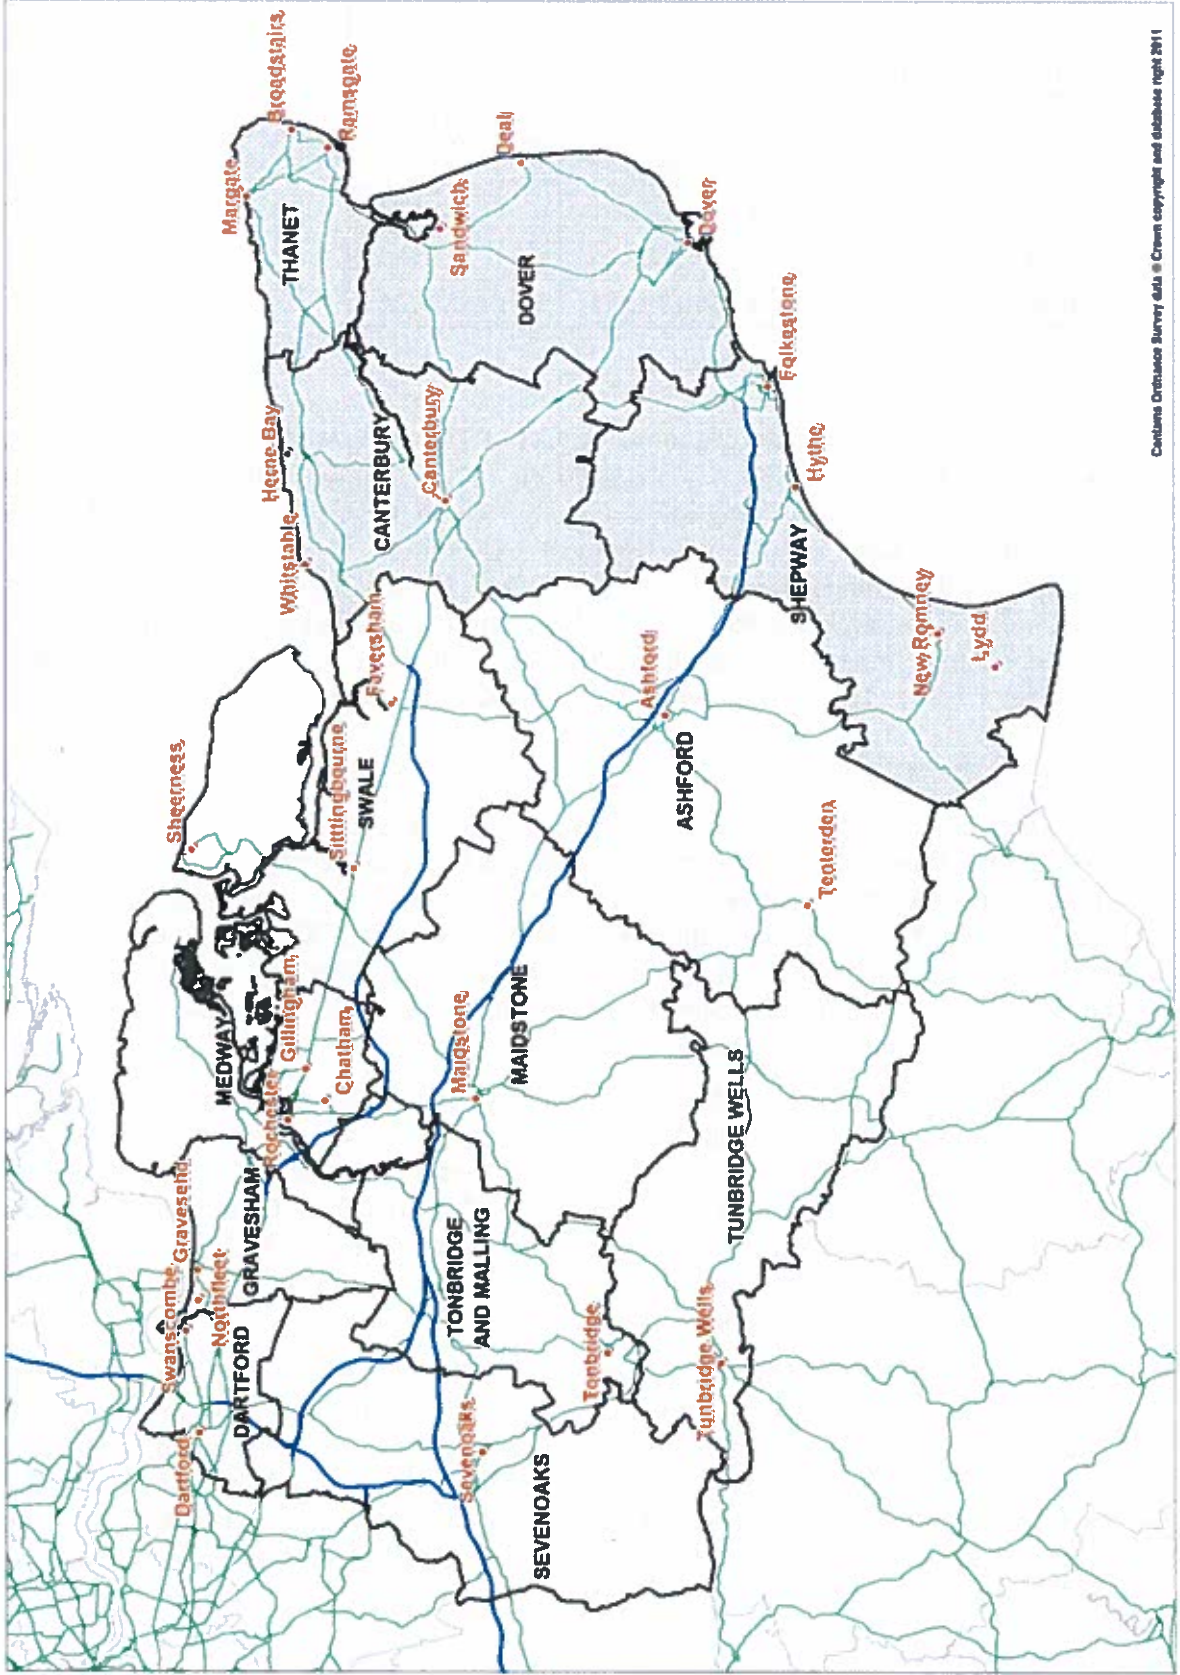 Sheerness
Margate
Broadstairs
Ramsgate
THANET
Herne Bay
Whitstable
MEDWAY
Gillingham
Rochester
Chatham
Gravesend
Swanscombe
Northfleet
GRAVESHAM
Dartford
DARTFORD
Sitttingbourne
SWALE
Faversham
CANTERBURY
Canterbury
Sandwich
Deal
DOVER
Dover
Maidstone
MAIDSTONE
TONBRIDGE
AND MALLING
Sevenoaks
SEVENOAKS
Tonbridge
Tunbridge Wells
TUNBRIDGE WELLS
Ashford
ASHFORD
Tenterden
Folkestone
Hythe
SHEPWAY
New Romney
Lydd
Contains Ordnance Survey data © Crown copyright and database right 2011